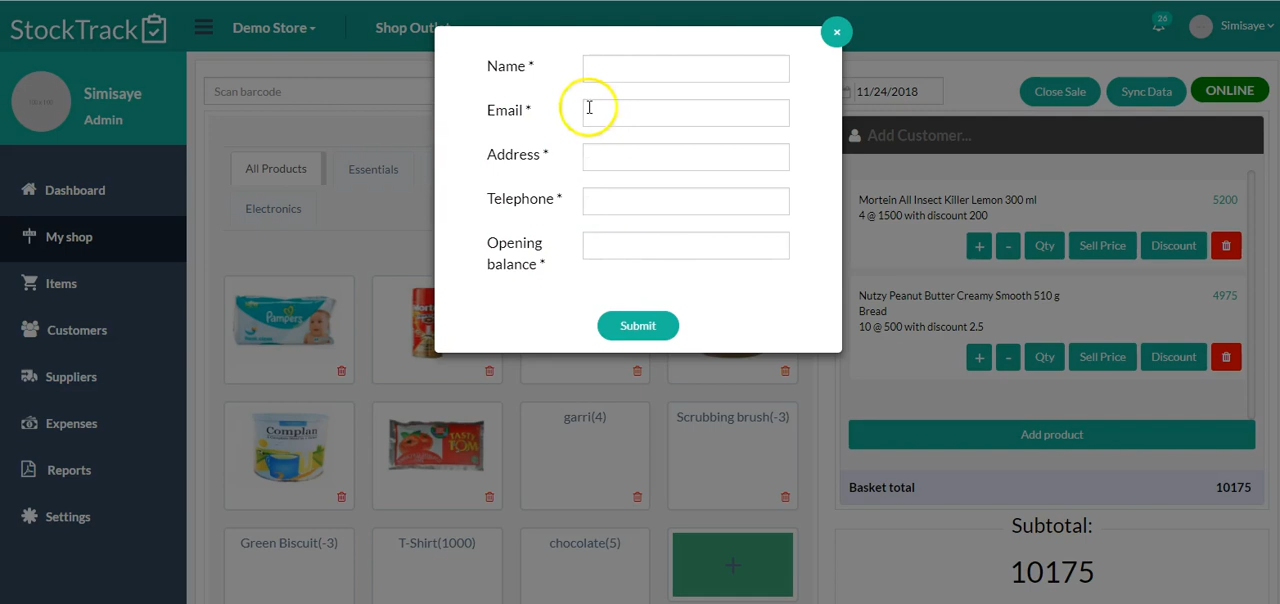 StockTrack
Demo Store
Shop Outl
26
Simisaye
×
Simisaye
Admin
Dashboard
My shop
Items
Customers
Suppliers
Expenses
Reports
Settings
Scan barcode
11/24/2018
Close Sale
Sync Data
ONLINE
All Products
Essentials
Electronics
Name *
Email *
Address *
Telephone *
Opening
balance *
Submit
Pampers
Complan
TASTY
TOM
garri(4)
Scrubbing brush(-3)
Green Biscuit(-3)
T-Shirt(1000)
chocolate(5)
+
Add Customer...
Mortein All Insect Killer Lemon 300 ml
5200
4 @ 1500 with discount 200
+ - Qty Sell Price Discount
Nutzy Peanut Butter Creamy Smooth 510 g
4975
Bread
10 @ 500 with discount 2.5
+ - Qty Sell Price Discount
Add product
Basket total 10175
Subtotal:
10175